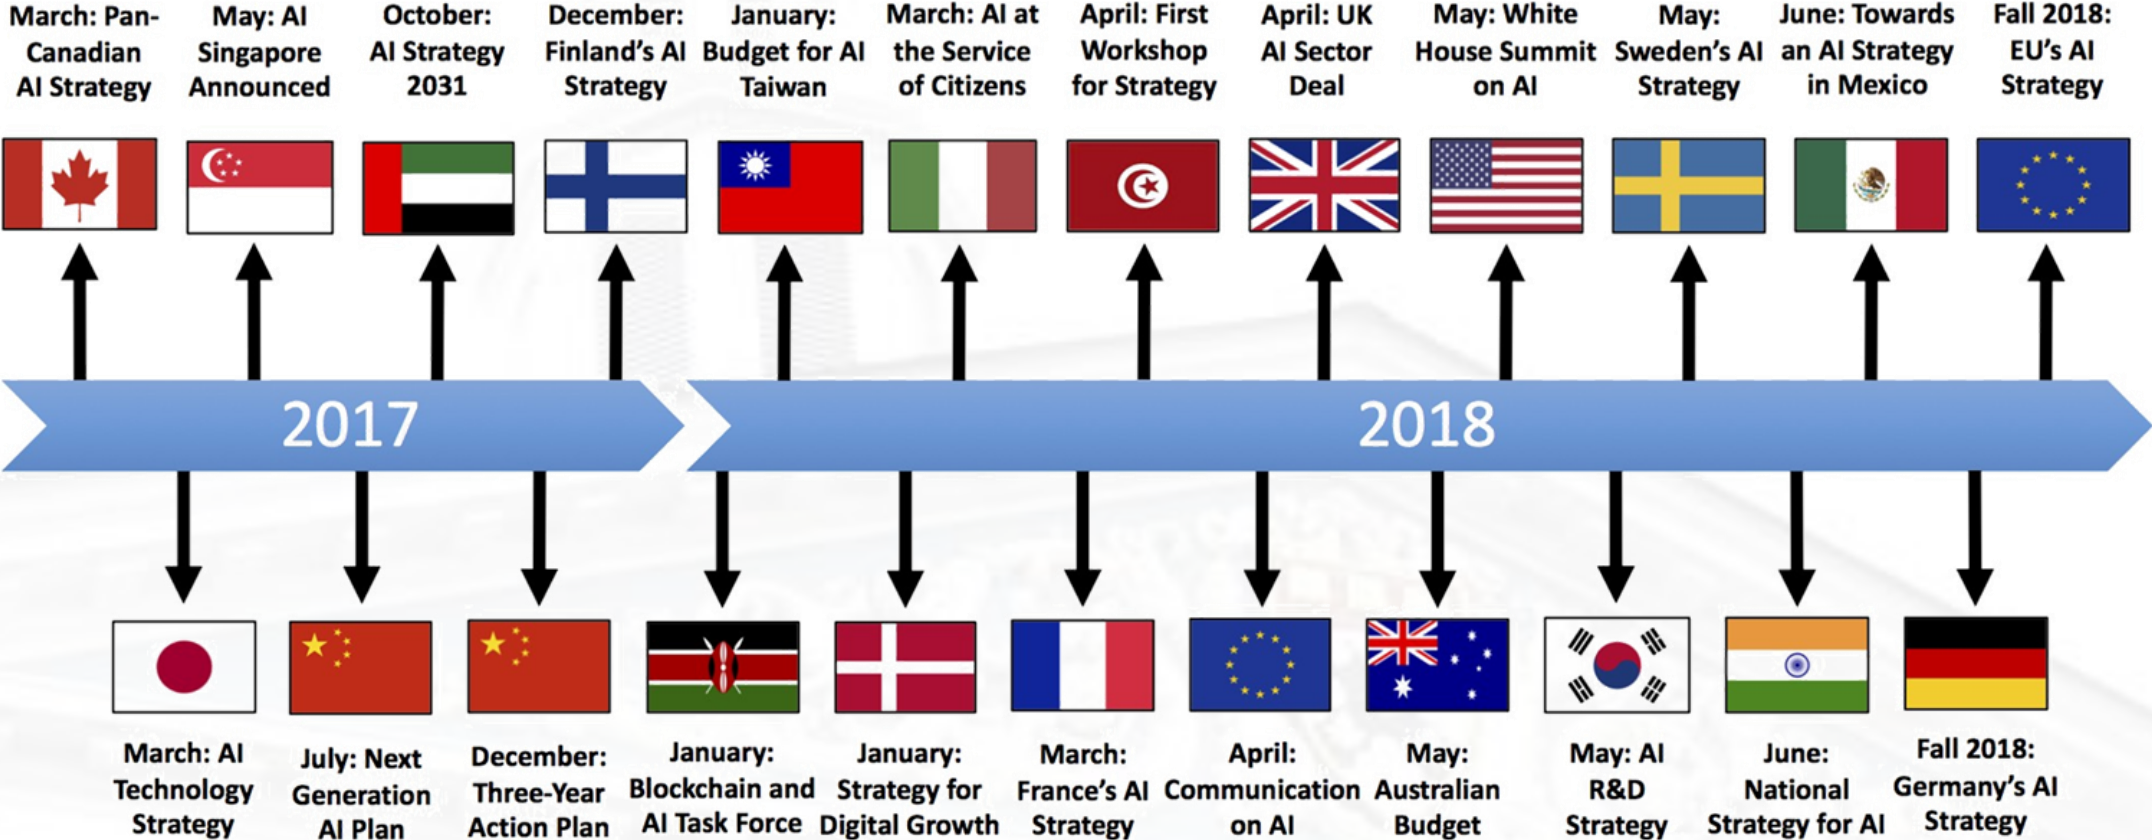 March: Pan-
Canadian
AI Strategy
May: AI
Singapore
Announced
October:
AI Strategy
2031
December:
Finland's AI
Strategy
January:
Budget for AI
Taiwan
March: AI at
the Service
of Citizens
April: First
Workshop
for Strategy
April: UK
AI Sector
Deal
May: White
House Summit
on AI
May:
Sweden's AI
Strategy
June: Towards
an AI Strategy
in Mexico
Fall 2018:
EU's AI
Strategy
2017
2018
March: AI
Technology
Strategy
July: Next
Generation
AI Plan
December:
Three-Year
Action Plan
January:
Blockchain and
AI Task Force
January:
Strategy for
Digital Growth
March:
France's AI
Strategy
April:
Communication
on AI
May:
Australian
Budget
May: AI
R&D
Strategy
June:
National
Strategy for AI
Fall 2018:
Germany's AI
Strategy